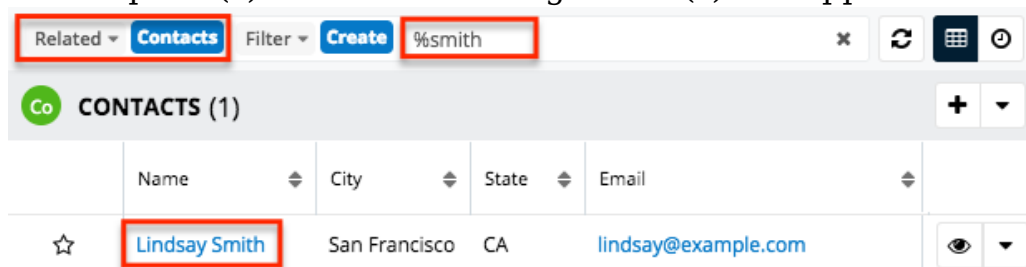 Related Contacts Filter Create %smith
Co CONTACTS (1)
Name City State Email
Lindsay Smith San Francisco CA lindsay@example.com